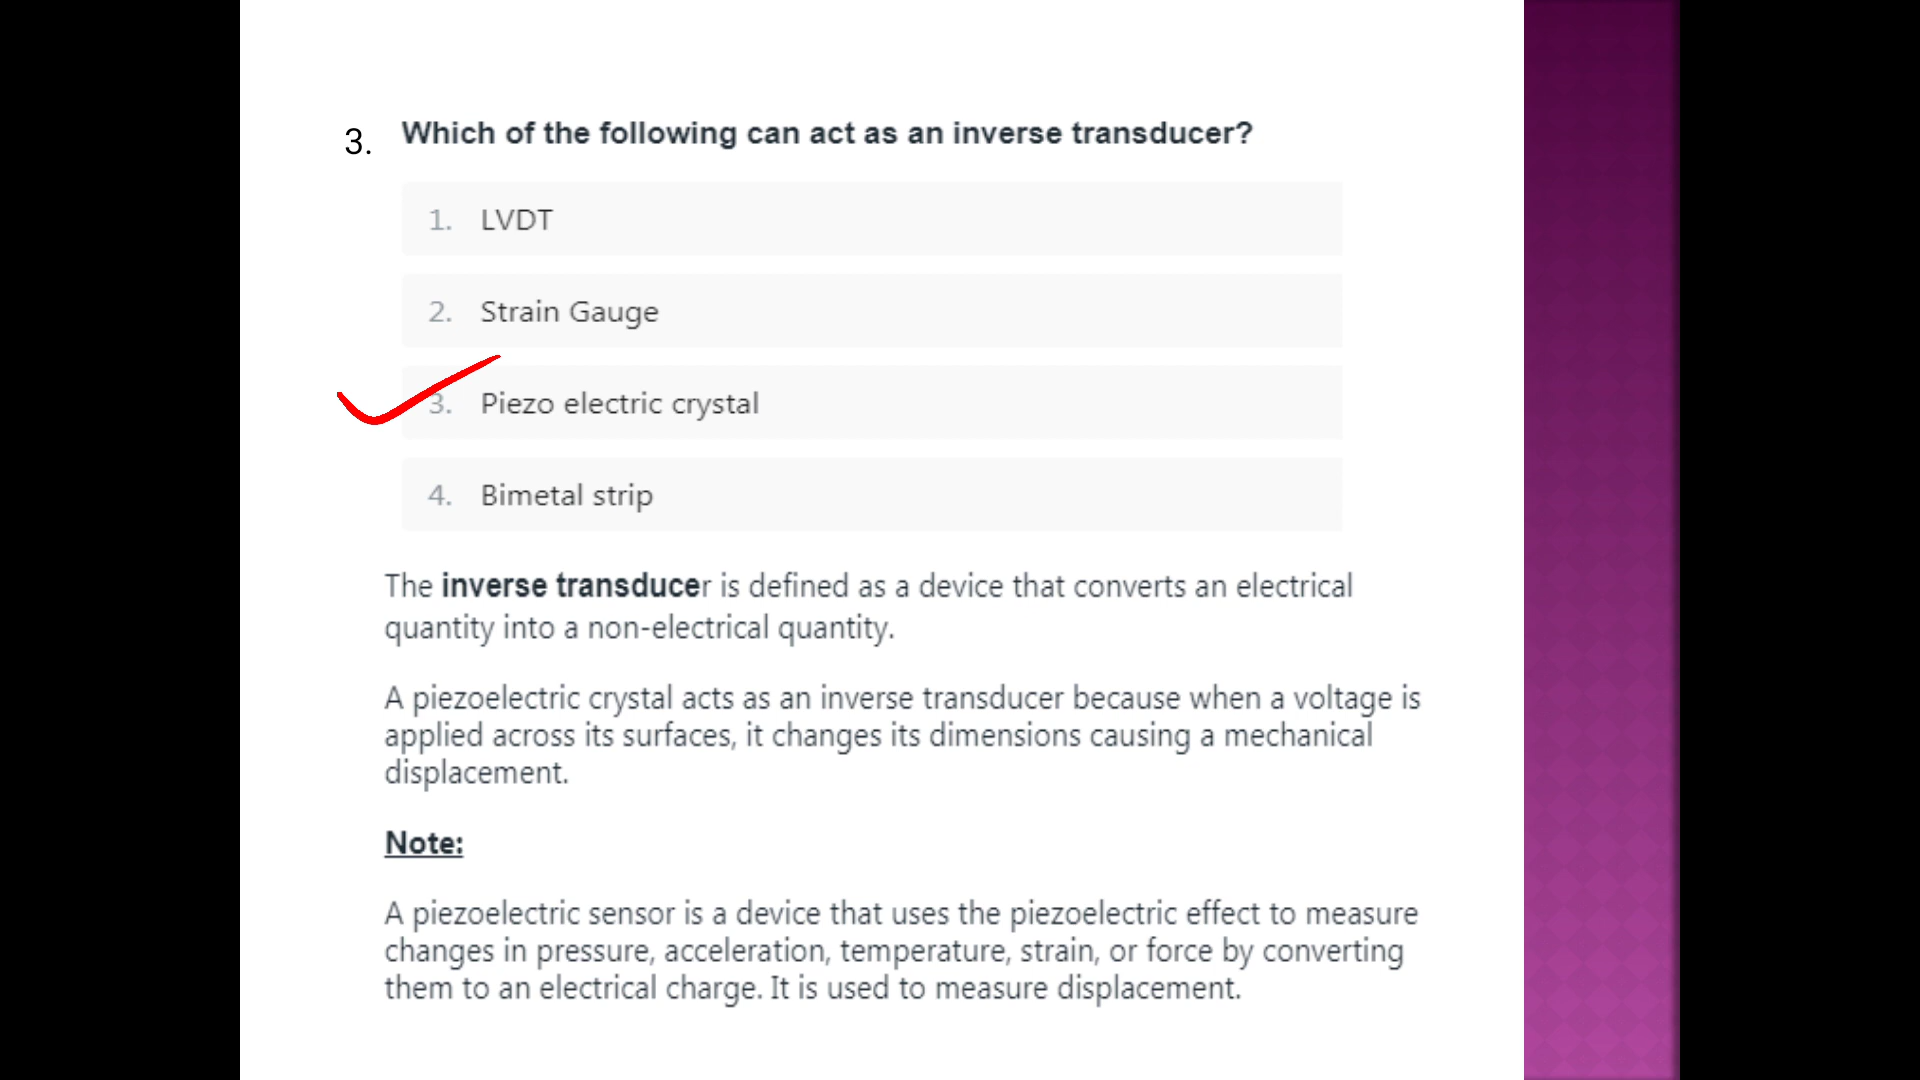 3. Which of the following can act as an inverse transducer?
1. LVDT
2. Strain Gauge
3. Piezo electric crystal
4. Bimetal strip
The inverse transducer is defined as a device that converts an electrical
quantity into a non-electrical quantity.
A piezoelectric crystal acts as an inverse transducer because when a voltage is
applied across its surfaces, it changes its dimensions causing a mechanical
displacement.
Note:
A piezoelectric sensor is a device that uses the piezoelectric effect to measure
changes in pressure, acceleration, temperature, strain, or force by converting
them to an electrical charge. It is used to measure displacement.